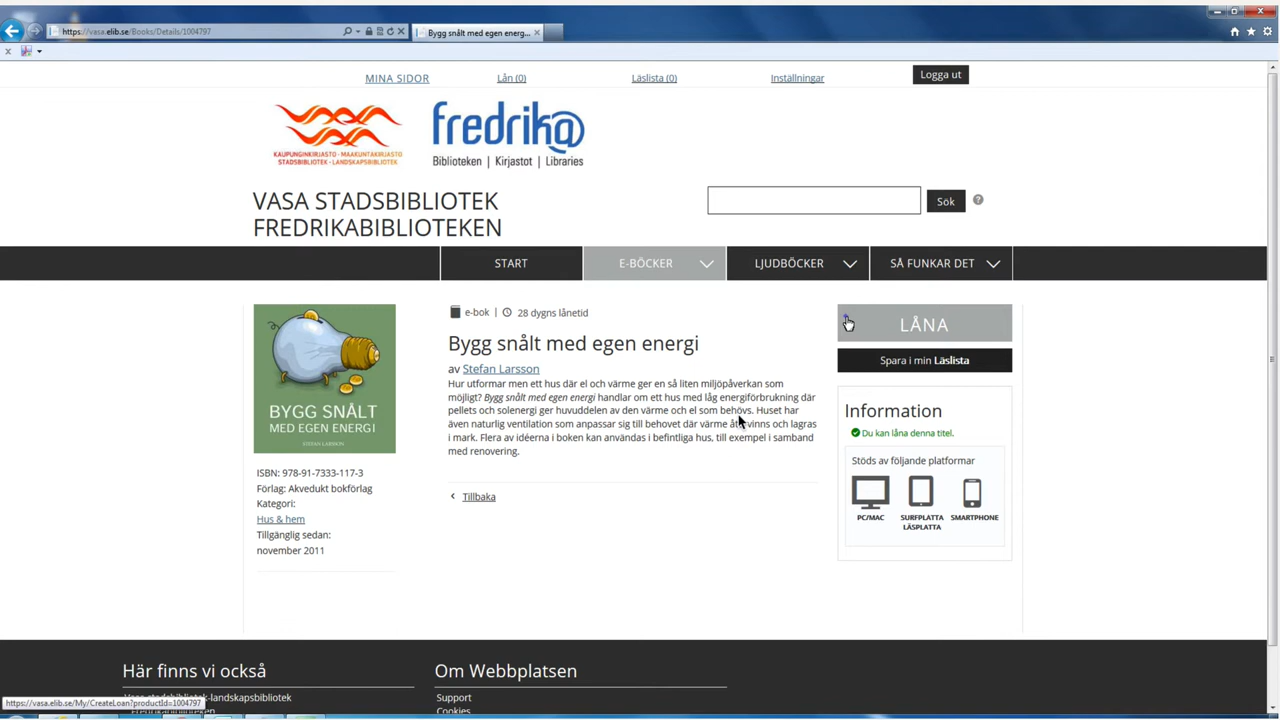 https://vasa.elib.se/Books/Details/1004797
Bygg snålt med egen energ...
MINA SIDOR
Lån (0)
Läslista (0)
Inställningar
Logga ut
KAUPUNGINKIRJASTO - MAAKUNTAKIRJASTO
STADSBIBLIOTEK - LANDSKAPSBIBLIOTEK
fredrik@
Biblioteken | Kirjastot | Libraries
VASA STADSBIBLIOTEK
FREDRIKABIBLIOTEKEN
Sök
?
START
E-BÖCKER
LJUDBÖCKER
SÅ FUNKAR DET
BYGG SNÅLT
MED EGEN ENERGI
STEFAN LARSSON
ISBN: 978-91-7333-117-3
Förlag: Akvedukt bokförlag
Kategori:
Hus & hem
Tillgänglig sedan:
november 2011
e-bok | 28 dygns lånetid
Bygg snålt med egen energi
av Stefan Larsson
Hur utformar men ett hus där el och värme ger en så liten miljöpåverkan som
möjligt? Bygg snålt med egen energi handlar om ett hus med låg energiförbrukning där
pellets och solenergi ger huvuddelen av den värme och el som behövs. Huset har
även naturlig ventilation som anpassar sig till behovet där värme återvinns och lagras
i mark. Flera av idéerna i boken kan användas i befintliga hus, till exempel i samband
med renovering.
Tillbaka
LÅNA
Spara i min Läslista
Information
Du kan låna denna titel.
Stöds av följande platformar
PC/MAC
SURFPLATTA
LÄSPLATTA
SMARTPHONE
Här finns vi också
Vasa stadsbibliotek-landskapsbibliotek
Fredrikabiblioteken
Om Webbplatsen
Support
Cookies
https://vasa.elib.se/My/CreateLoan?productId=1004797